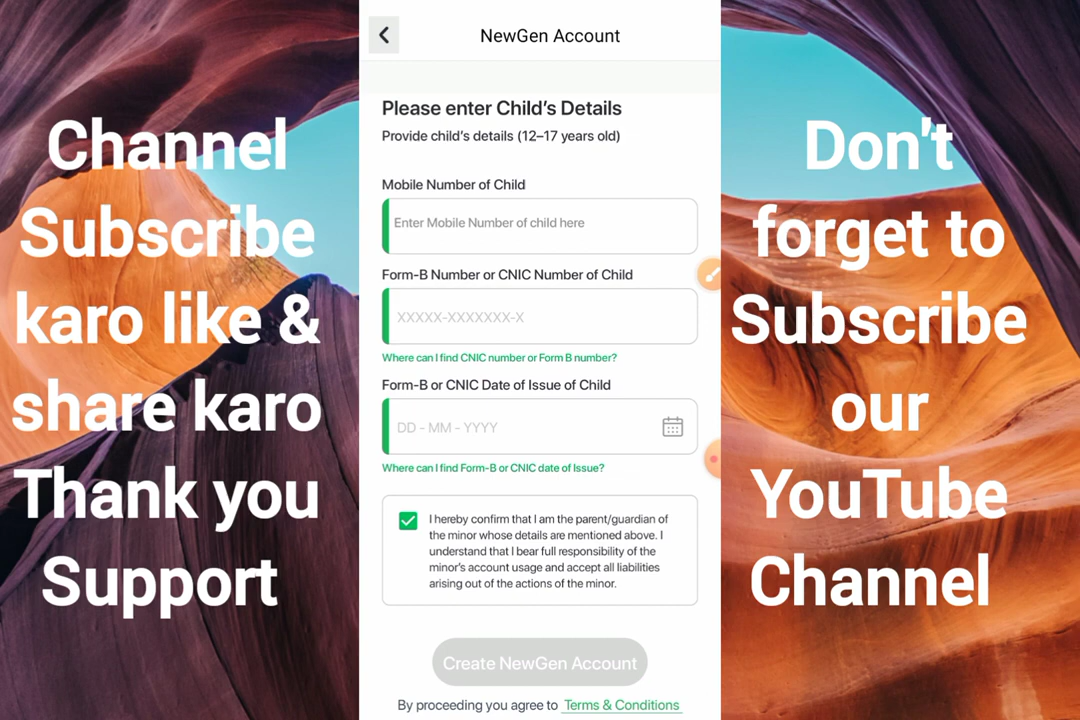 Channel
Subscribe
karo like &
share karo
Thank you
Support
NewGen Account
Please enter Child's Details
Provide child's details (12–17 years old)
Mobile Number of Child
Enter Mobile Number of child here
Form-B Number or CNIC Number of Child
XXXXX-XXXXXXX-X
Where can I find CNIC number or Form B number?
Form-B or CNIC Date of Issue of Child
DD - MM - YYYY
Where can I find Form-B or CNIC date of Issue?
I hereby confirm that I am the parent/guardian of
the minor whose details are mentioned above. I
understand that I bear full responsibility of the
minor's account usage and accept all liabilities
arising out of the actions of the minor.
Create NewGen Account
By proceeding you agree to Terms & Conditions
Don't
forget to
Subscribe
our
YouTube
Channel